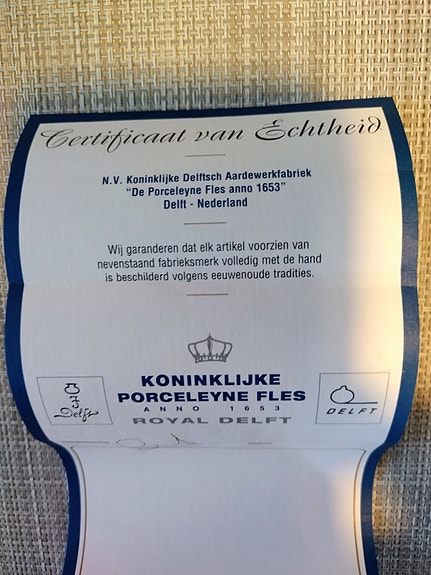 Certificaat van Echtheid
N.V. Koninklijke Delftsch Aardewerkfabriek
"De Porceleyne Fles anno 1653"
Delft - Nederland
Wij garanderen dat elk artikel voorzien van
nevenstaand fabrieksmerk volledig met de hand
is beschilderd volgens eeuwenoude tradities.
KONINKLIJKE
PORCELEYNE FLES
ANNO 1653
ROYAL DELFT
Delft
DELFT